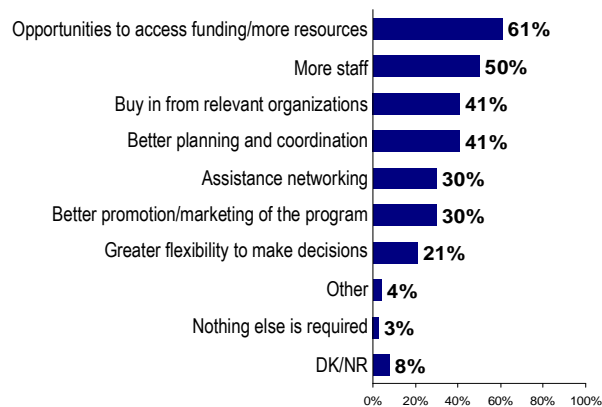 Opportunities to access funding/more resources 61%
More staff 50%
Buy in from relevant organizations 41%
Better planning and coordination 41%
Assistance networking 30%
Better promotion/marketing of the program 30%
Greater flexibility to make decisions 21%
Other 4%
Nothing else is required 3%
DK/NR 8%
0% 20% 40% 60% 80% 100%